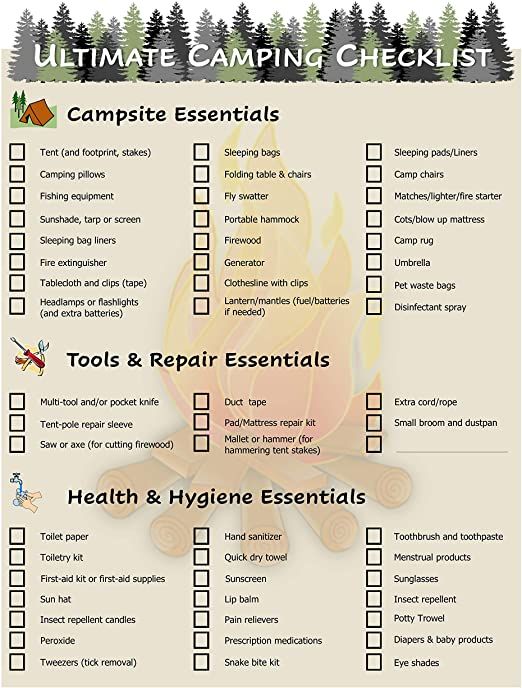 Ultimate Camping Checklist
Campsite Essentials
Tent (and footprint, stakes)
Camping pillows
Fishing equipment
Sunshade, tarp or screen
Sleeping bag liners
Fire extinguisher
Tablecloth and clips (tape)
Headlamps or flashlights
(and extra batteries)
Sleeping bags
Folding table & chairs
Fly swatter
Portable hammock
Firewood
Generator
Clothesline with clips
Lantern/mantles (fuel/batteries
if needed)
Sleeping pads/Liners
Camp chairs
Matches/lighter/fire starter
Cots/blow up mattress
Camp rug
Umbrella
Pet waste bags
Disinfectant spray
Tools & Repair Essentials
Multi-tool and/or pocket knife
Tent-pole repair sleeve
Saw or axe (for cutting firewood)
Duct tape
Pad/Mattress repair kit
Mallet or hammer (for
hammering tent stakes)
Extra cord/rope
Small broom and dustpan
Health & Hygiene Essentials
Toilet paper
Toiletry kit
First-aid kit or first-aid supplies
Sun hat
Insect repellent candles
Peroxide
Tweezers (tick removal)
Hand sanitizer
Quick dry towel
Sunscreen
Lip balm
Pain relievers
Prescription medications
Snake bite kit
Toothbrush and toothpaste
Menstrual products
Sunglasses
Insect repellent
Potty Trowel
Diapers & baby products
Eye shades